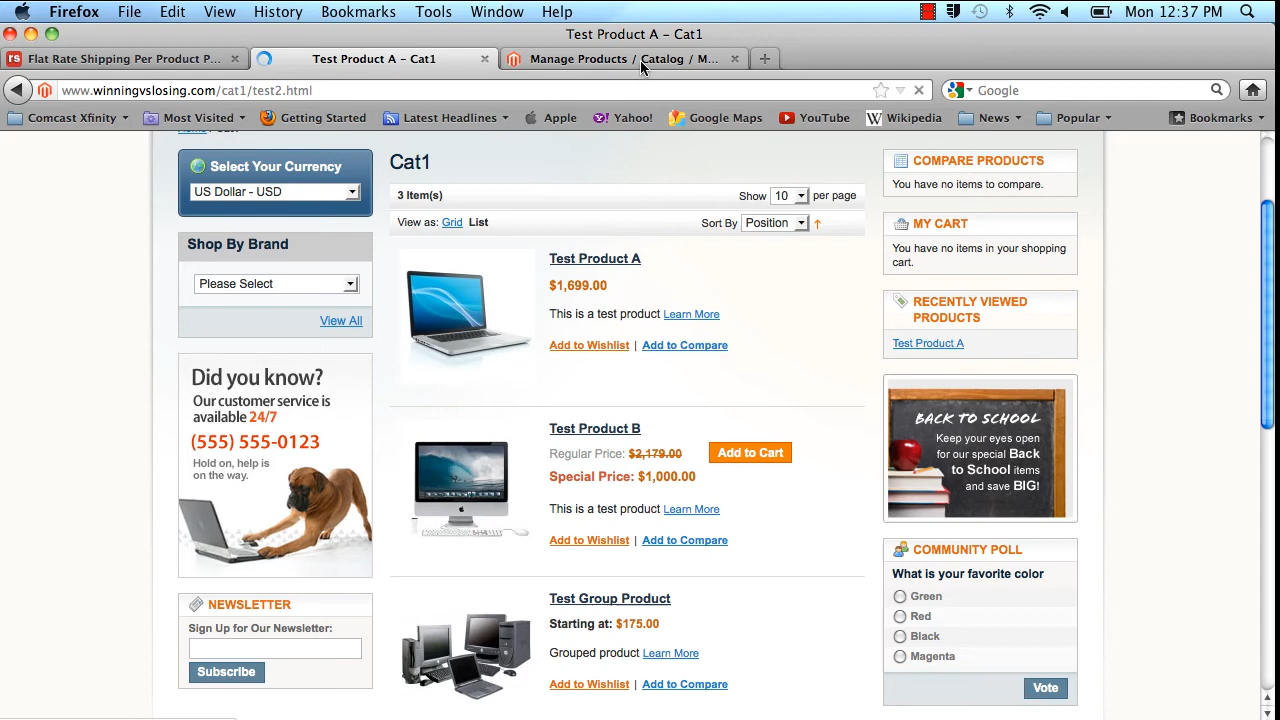 Firefox File Edit View History Bookmarks Tools Window Help Mon 12:37 PM
Test Product A – Cat1
rs Flat Rate Shipping Per Product P... Test Product A – Cat1 Manage Products / Catalog / M...
www.winningvslosing.com/cat1/test2.html Google
Comcast Xfinity Most Visited Getting Started Latest Headlines Apple Yahoo! Google Maps YouTube Wikipedia News Popular Bookmarks
Select Your Currency
US Dollar - USD
Shop By Brand
Please Select
View All
Did you know?
Our customer service is
available 24/7
(555) 555-0123
Hold on, help is
on the way.
NEWSLETTER
Sign Up for Our Newsletter:
Subscribe
Cat1
3 Item(s) Show 10 per page
View as: Grid List Sort By Position
Test Product A
$1,699.00
This is a test product Learn More
Add to Wishlist | Add to Compare
Test Product B
Regular Price: $2,179.00 Add to Cart
Special Price: $1,000.00
This is a test product Learn More
Add to Wishlist | Add to Compare
Test Group Product
Starting at: $175.00
Grouped product Learn More
Add to Wishlist | Add to Compare
COMPARE PRODUCTS
You have no items to compare.
MY CART
You have no items in your shopping
cart.
RECENTLY VIEWED
PRODUCTS
Test Product A
BACK TO SCHOOL
Keep your eyes open
for our special Back
to School items
and save BIG!
COMMUNITY POLL
What is your favorite color
Green
Red
Black
Magenta
Vote